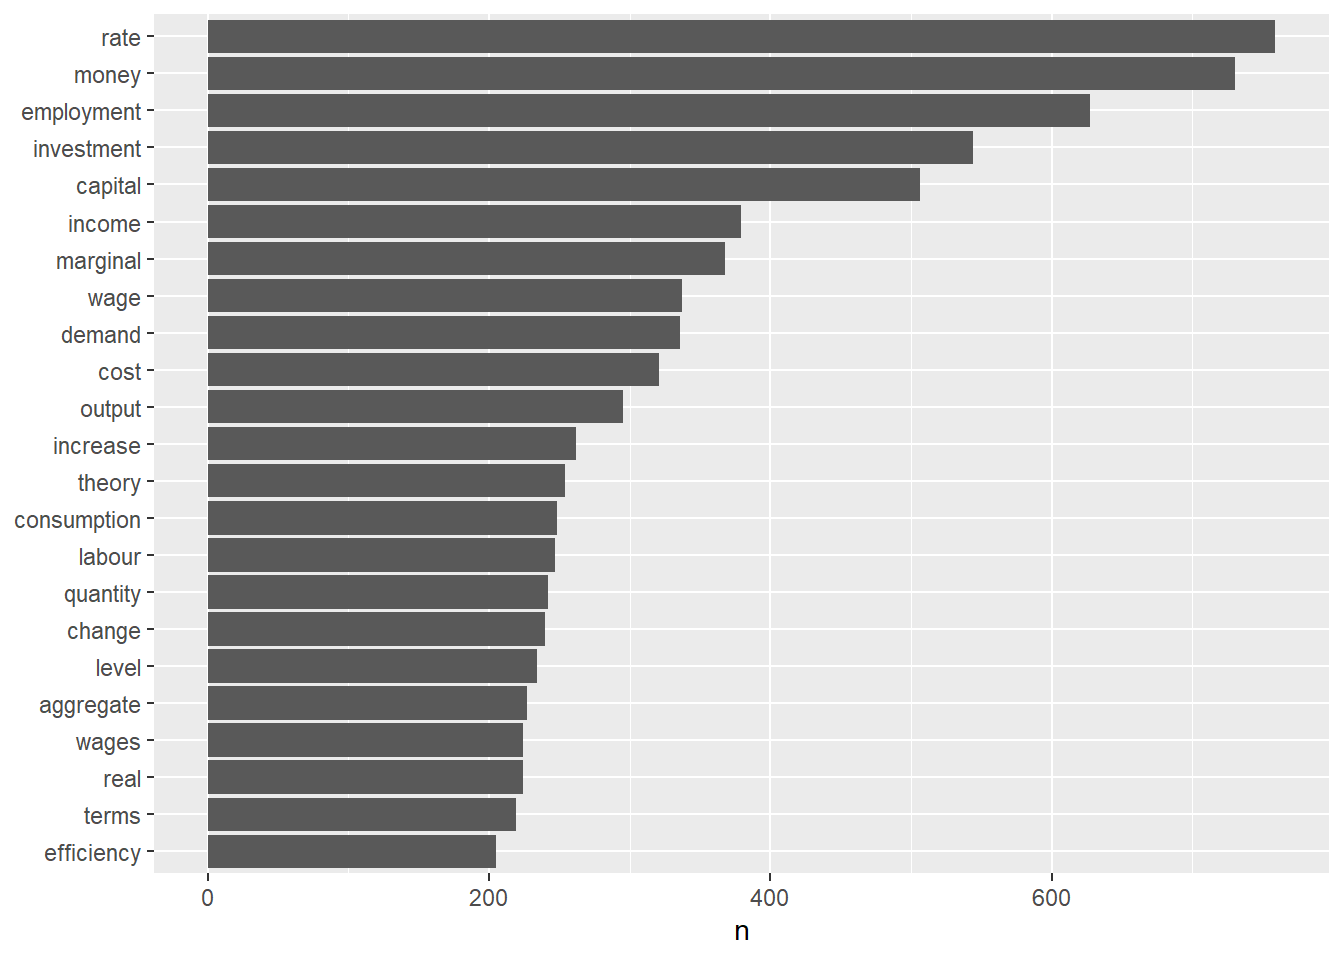 rate
money
employment
investment
capital
income
marginal
wage
demand
cost
output
increase
theory
consumption
labour
quantity
change
level
aggregate
wages
real
terms
efficiency
0 200 400 600
n